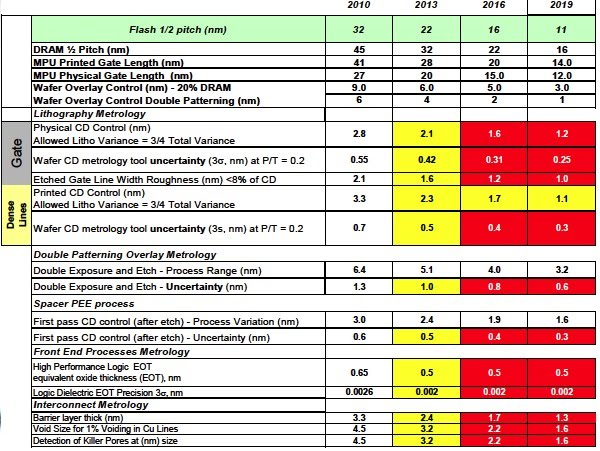 2010 2013 2016 2019
Flash 1/2 pitch (nm) 32 22 16 11
DRAM ½ Pitch (nm) 45 32 22 16
MPU Printed Gate Length (nm) 41 28 20 14.0
MPU Physical Gate Length (nm) 27 20 15.0 12.0
Wafer Overlay Control (nm) - 20% DRAM 9.0 6.0 5.0 3.0
Wafer Overlay Control Double Patterning (nm) 6 4 2 1
Lithography Metrology
Gate
Physical CD Control (nm)
Allowed Litho Variance = 3/4 Total Variance 2.8 2.1 1.6 1.2
Wafer CD metrology tool uncertainty (3σ, nm) at P/T = 0.2 0.55 0.42 0.31 0.25
Etched Gate Line Width Roughness (nm) <8% of CD 2.1 1.6 1.2 1.0
Dense
Lines
Printed CD Control (nm)
Allowed Litho Variance = 3/4 Total Variance 3.3 2.3 1.7 1.1
Wafer CD metrology tool uncertainty (3s, nm) at P/T = 0.2 0.7 0.5 0.4 0.3
Double Patterning Overlay Metrology
Double Exposure and Etch - Process Range (nm) 6.4 5.1 4.0 3.2
Double Exposure and Etch - Uncertainty (nm) 1.3 1.0 0.8 0.6
Spacer PEE process
First pass CD control (after etch) - Process Variation (nm) 3.0 2.4 1.9 1.6
First pass CD control (after etch) - Uncertainty (nm) 0.6 0.5 0.4 0.3
Front End Processes Metrology
High Performance Logic EOT
equivalent oxide thickness (EOT), nm 0.65 0.5 0.5 0.5
Logic Dielectric EOT Precision 3σ, nm 0.0026 0.002 0.002 0.002
Interconnect Metrology
Barrier layer thick (nm) 3.3 2.4 1.7 1.3
Void Size for 1% Voiding in Cu Lines 4.5 3.2 2.2 1.6
Detection of Killer Pores at (nm) size 4.5 3.2 2.2 1.6